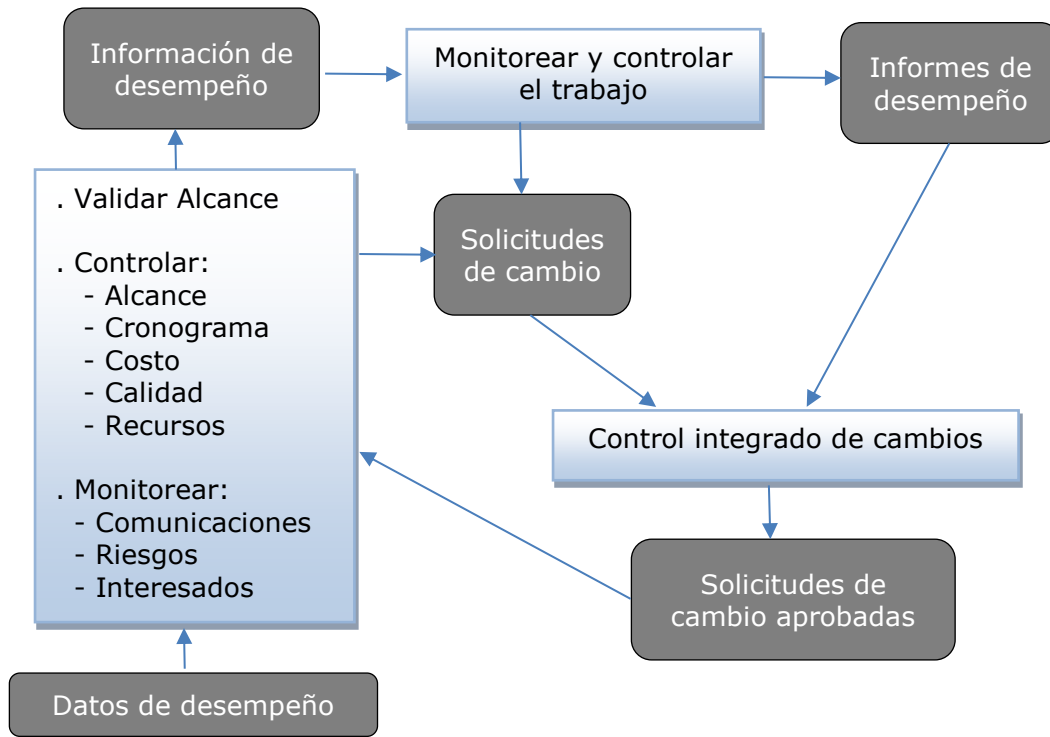 Información de
desempeño
Monitorear y controlar
el trabajo
Informes de
desempeño
. Validar Alcance
. Controlar:
- Alcance
- Cronograma
- Costo
- Calidad
- Recursos
. Monitorear:
- Comunicaciones
- Riesgos
- Interesados
Solicitudes
de cambio
Control integrado de cambios
Solicitudes de
cambio aprobadas
Datos de desempeño